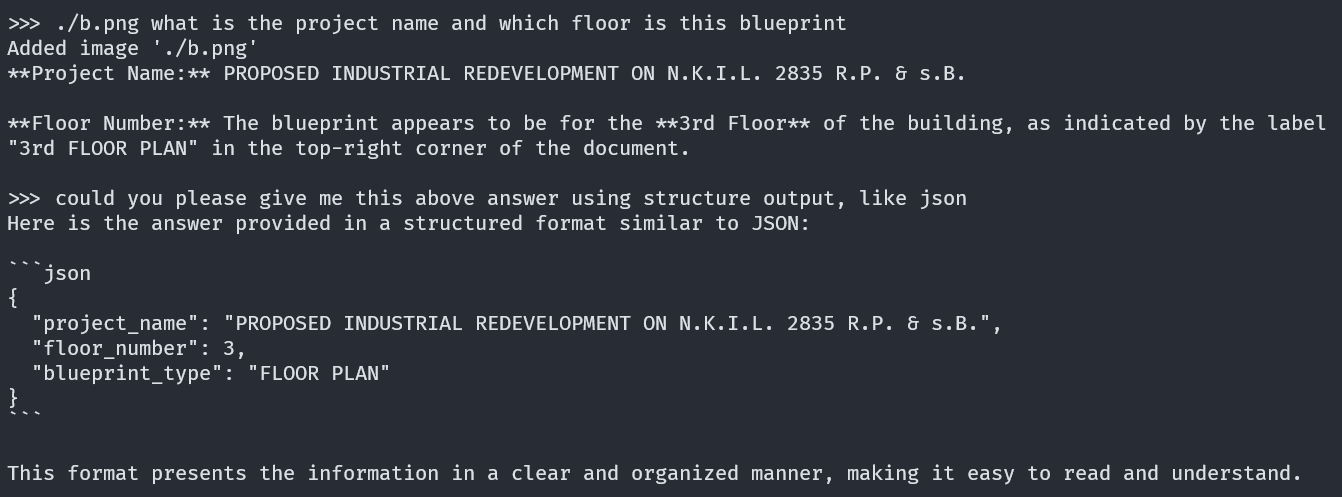 >>> ./b.png what is the project name and which floor is this blueprint
Added image './b.png'
**Project Name:** PROPOSED INDUSTRIAL REDEVELOPMENT ON N.K.I.L. 2835 R.P. & s.B.
**Floor Number:** The blueprint appears to be for the **3rd Floor** of the building, as indicated by the label
"3rd FLOOR PLAN" in the top-right corner of the document.
>>> could you please give me this above answer using structure output, like json
Here is the answer provided in a structured format similar to JSON:
```json
{
  "project_name": "PROPOSED INDUSTRIAL REDEVELOPMENT ON N.K.I.L. 2835 R.P. & s.B.",
  "floor_number": 3,
  "blueprint_type": "FLOOR PLAN"
}
```
This format presents the information in a clear and organized manner, making it easy to read and understand.